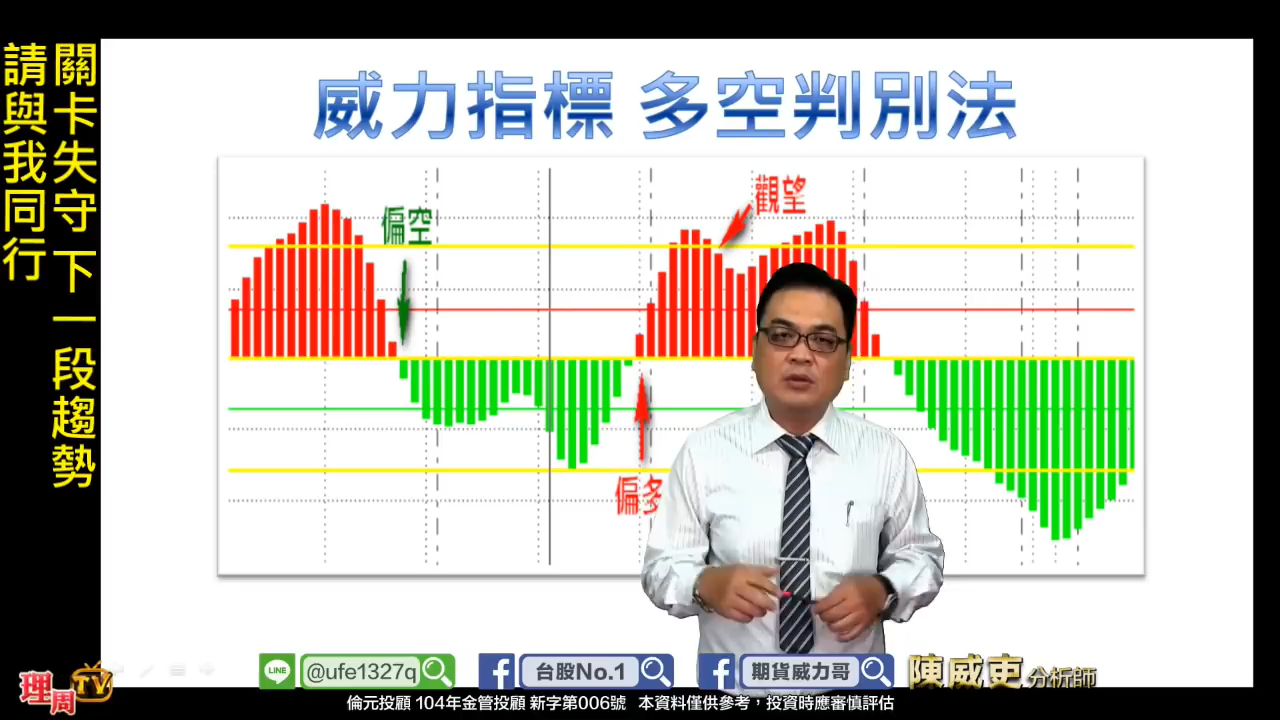 關卡失守 下一段趨勢
請與我同行
威力指標 多空判別法
偏空
觀望
偏多
LINE
@ufe1327q
台股No.1
期貨威力哥
陳威吏 分析師
理周TV
倫元投顧 104年金管投顧 新字第006號 本資料僅供參考，投資時應審慎評估